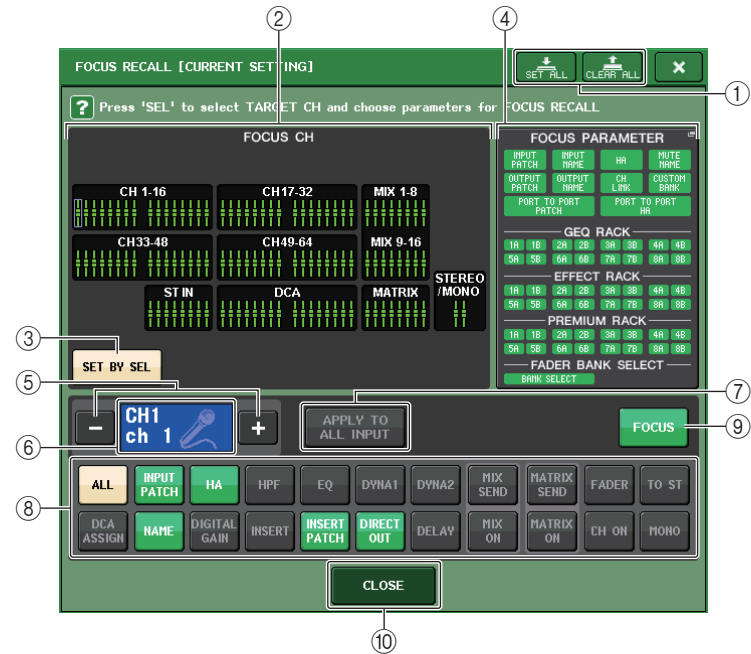 ② ④
FOCUS RECALL [CURRENT SETTING]
SET ALL CLEAR ALL ×
①
? Press 'SEL' to select TARGET CH and choose parameters for FOCUS RECALL
FOCUS CH
CH 1-16 CH17-32 MIX 1-8
CH33-48 CH49-64 MIX 9-16
ST IN DCA MATRIX STEREO/MONO
FOCUS PARAMETER
INPUT PATCH INPUT NAME HA MUTE NAME
OUTPUT PATCH OUTPUT NAME CH LINK CUSTOM BANK
PORT TO PORT PATCH PORT TO PORT HA
GEQ RACK
1A 1B 2A 2B 3A 3B 4A 4B
5A 5B 6A 6B 7A 7B 8A 8B
EFFECT RACK
1A 1B 2A 2B 3A 3B 4A 4B
5A 5B 6A 6B 7A 7B 8A 8B
PREMIUM RACK
1A 1B 2A 2B 3A 3B 4A 4B
5A 5B 6A 6B 7A 7B 8A 8B
FADER BANK SELECT
BANK SELECT
③
SET BY SEL
⑤ ⑦
⑥
− CH1
ch 1 +
APPLY TO
ALL INPUT
FOCUS
⑨
⑧
ALL INPUT PATCH HA HPF EQ DYNA1 DYNA2 MIX SEND MATRIX SEND FADER TO ST
DCA ASSIGN NAME DIGITAL GAIN INSERT INSERT PATCH DIRECT OUT DELAY MIX ON MATRIX ON CH ON MONO
CLOSE
⑩